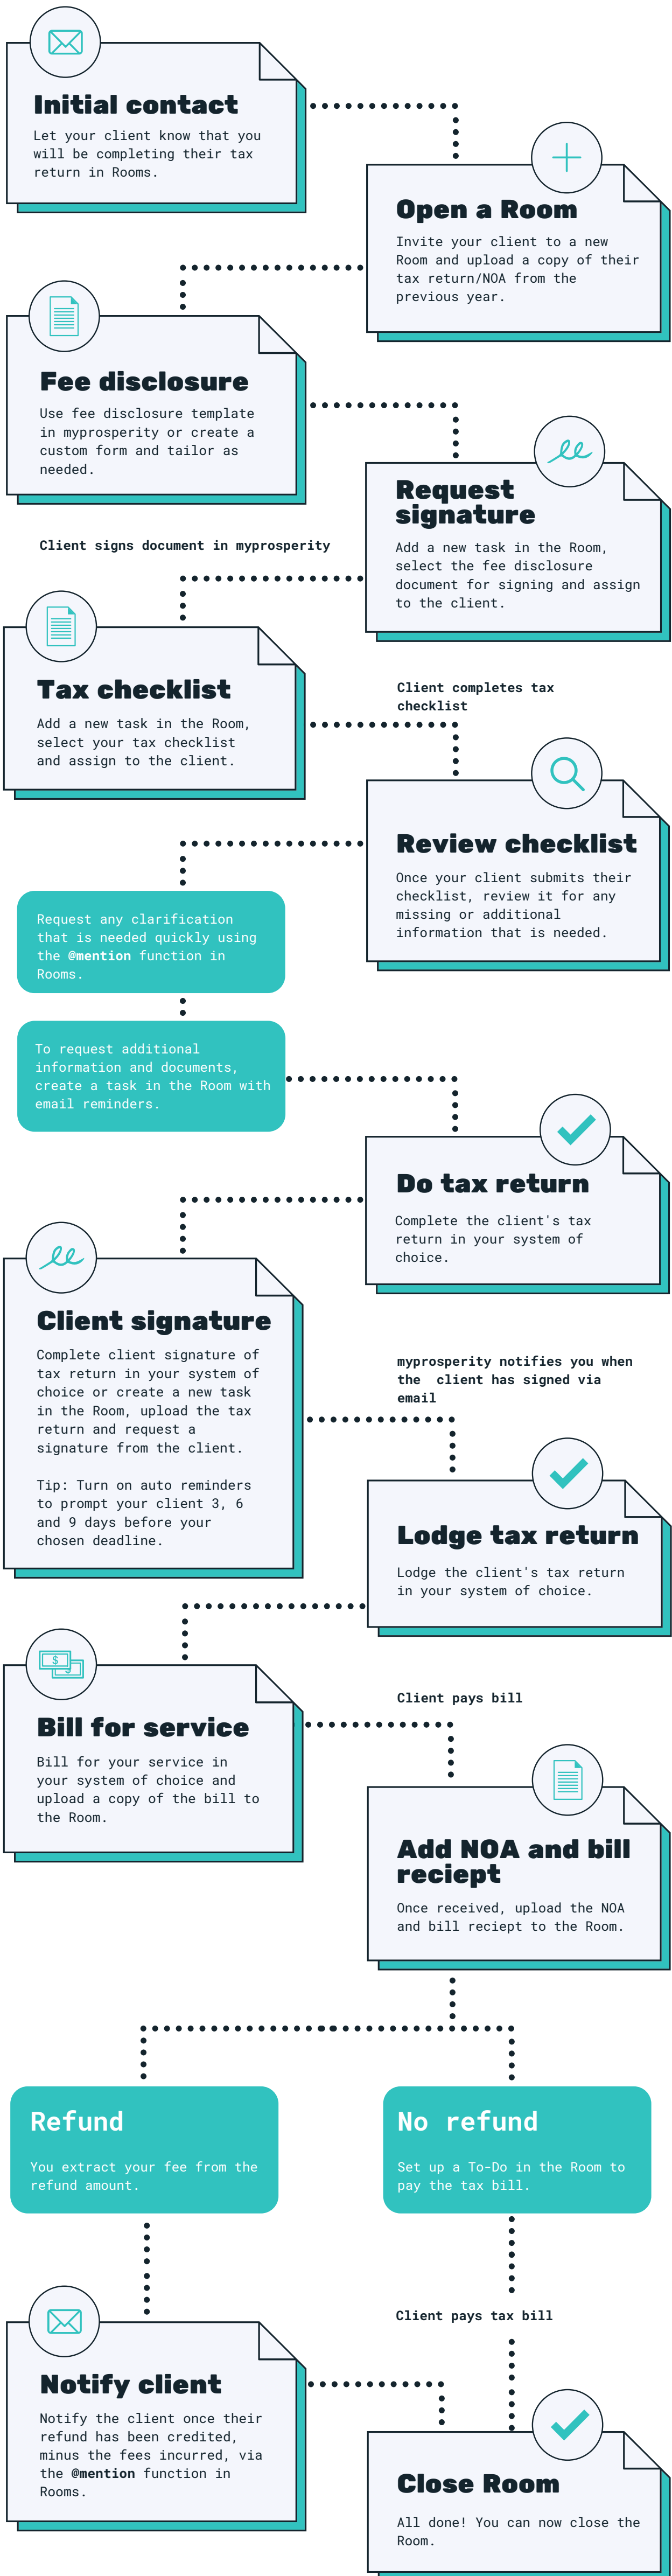 Initial contact
Let your client know that you
will be completing their tax
return in Rooms.
Open a Room
Invite your client to a new
Room and upload a copy of their
tax return/NOA from the
previous year.
Fee disclosure
Use fee disclosure template
in myprosperity or create a
custom form and tailor as
needed.
Request
signature
Add a new task in the Room,
select the fee disclosure
document for signing and assign
to the client.
Client signs document in myprosperity
Tax checklist
Add a new task in the Room,
select your tax checklist
and assign to the client.
Client completes tax
checklist
Review checklist
Once your client submits their
checklist, review it for any
missing or additional
information that is needed.
Request any clarification
that is needed quickly using
the @mention function in
Rooms.
To request additional
information and documents,
create a task in the Room with
email reminders.
Do tax return
Complete the client's tax
return in your system of
choice.
Client signature
Complete client signature of
tax return in your system of
choice or create a new task
in the Room, upload the tax
return and request a
signature from the client.
Tip: Turn on auto reminders
to prompt your client 3, 6
and 9 days before your
chosen deadline.
myprosperity notifies you when
the  client has signed via
email
Lodge tax return
Lodge the client's tax return
in your system of choice.
$
$
Bill for service
Bill for your service in
your system of choice and
upload a copy of the bill to
the Room.
Client pays bill
Add NOA and bill
reciept
Once received, upload the NOA
and bill reciept to the Room.
Refund
You extract your fee from the
refund amount.
No refund
Set up a To-Do in the Room to
pay the tax bill.
Client pays tax bill
Notify client
Notify the client once their
refund has been credited,
minus the fees incurred, via
the @mention function in
Rooms.
Close Room
All done! You can now close the
Room.